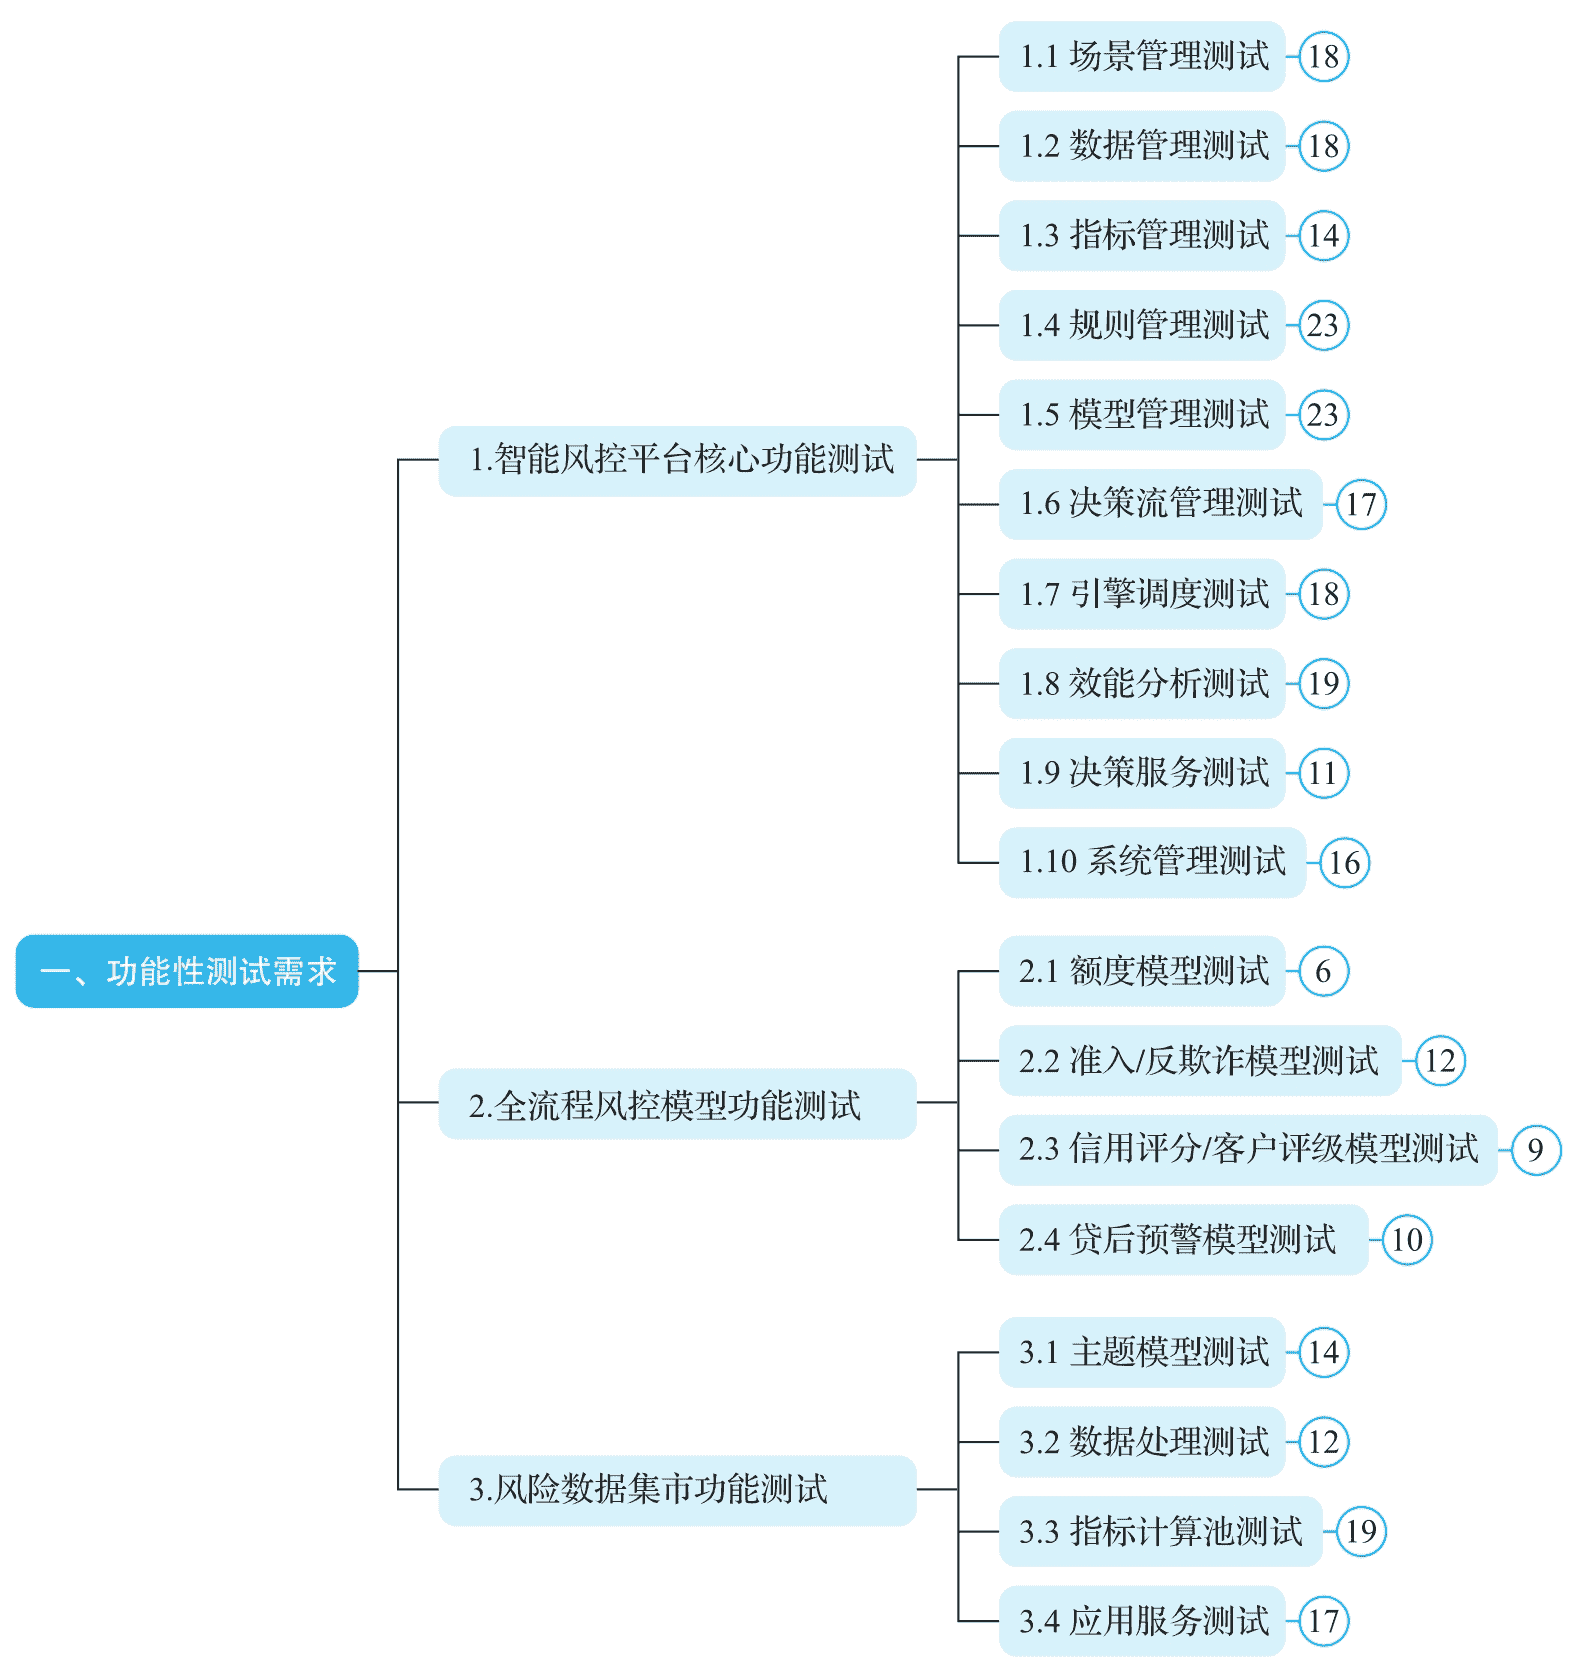 一、功能性测试需求
1.智能风控平台核心功能测试
1.1 场景管理测试 18
1.2 数据管理测试 18
1.3 指标管理测试 14
1.4 规则管理测试 23
1.5 模型管理测试 23
1.6 决策流管理测试 17
1.7 引擎调度测试 18
1.8 效能分析测试 19
1.9 决策服务测试 11
1.10 系统管理测试 16
2.全流程风控模型功能测试
2.1 额度模型测试 6
2.2 准入/反欺诈模型测试 12
2.3 信用评分/客户评级模型测试 9
2.4 贷后预警模型测试 10
3.风险数据集市功能测试
3.1 主题模型测试 14
3.2 数据处理测试 12
3.3 指标计算池测试 19
3.4 应用服务测试 17